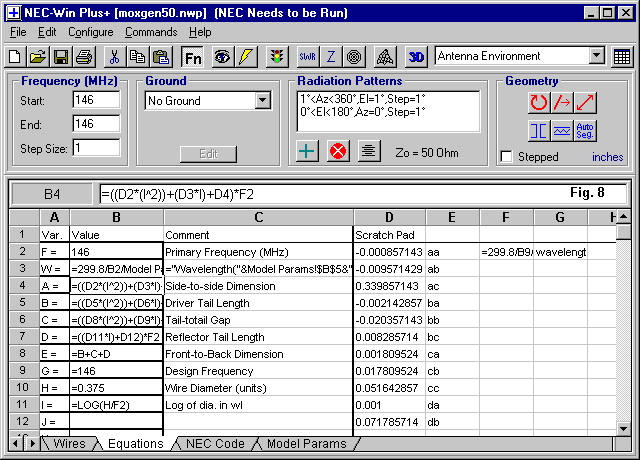 NEC-Win Plus+ [moxgen50.nwp] (NEC Needs to be Run)
File Edit Configure Commands Help
Fn SWR Z 3D Antenna Environment
Frequency (MHz) Ground Radiation Patterns Geometry
Start: 146 No Ground 1°<Az<360°,El=1°,Step=1°
0°<El<180°,Az=0°,Step=1°
End: 146
Step Size: 1 Edit Zo = 50 Ohm Auto Seg.
Stepped inches
B4 =((D2*(I^2))+(D3*I)+D4)*F2 Fig. 8
A B C D E F G H
1 Var. Value Comment Scratch Pad
2 F = 146 Primary Frequency (MHz) -0.000857143 aa =299.8/B9/ wavelengt
3 W = =299.8/B2/Model Pa ="Wavelength("&Model Params!$B$5&" -0.009571429 ab
4 A = =((D2*(I^2))+(D3*I)- Side-to-side Dimension 0.339857143 ac
5 B = =((D5*(I^2))+(D6*I)- Driver Tail Length -0.002142857 ba
6 C = =((D8*(I^2))+(D9*I)- Tail-totail Gap -0.020357143 bb
7 D = =((D11*I)+D12)*F2 Reflector Tail Length 0.008285714 bc
8 E = =B+C+D Front-to-Back Dimension 0.001809524 ca
9 G = =146 Design Frequency 0.017809524 cb
10 H = =0.375 Wire Diameter (units) 0.051642857 cc
11 I = =LOG(H/F2) Log of dia. in wl 0.001 da
12 J = 0.071785714 db
Wires Equations NEC Code Model Params